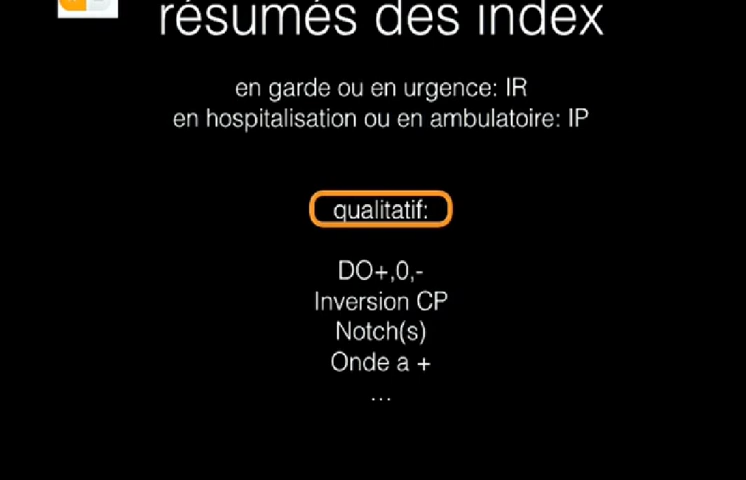 résumés des index
en garde ou en urgence: IR
en hospitalisation ou en ambulatoire: IP
qualitatif:
DO+,0,-
Inversion CP
Notch(s)
Onde a +
...